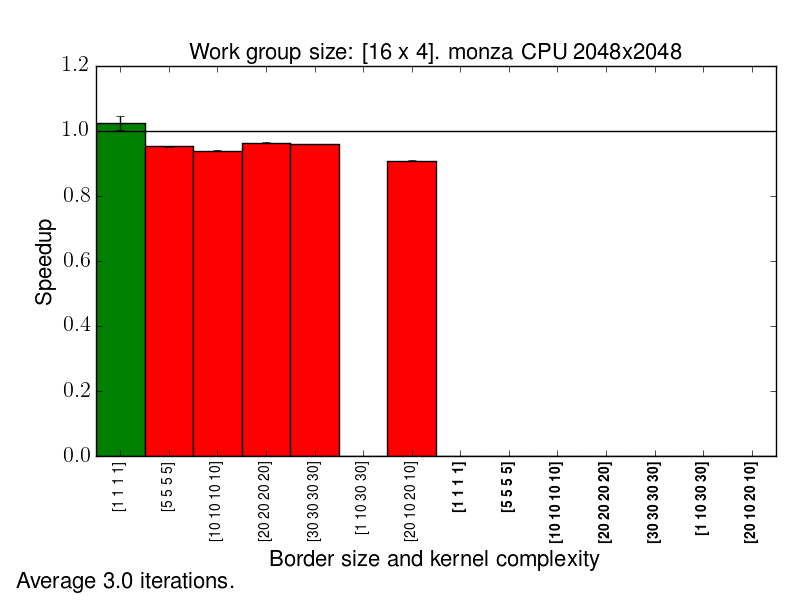 Work group size: [16 x 4]. monza CPU 2048x2048
1.2
1.0
0.8
0.6
0.4
0.2
0.0
Speedup
[1 1 1 1]
[5 5 5 5]
[10 10 10 10]
[20 20 20 20]
[30 30 30 30]
[1 10 30 30]
[20 10 20 10]
[1 1 1 1]
[5 5 5 5]
[10 10 10 10]
[20 20 20 20]
[30 30 30 30]
[1 10 30 30]
[20 10 20 10]
Border size and kernel complexity
Average 3.0 iterations.